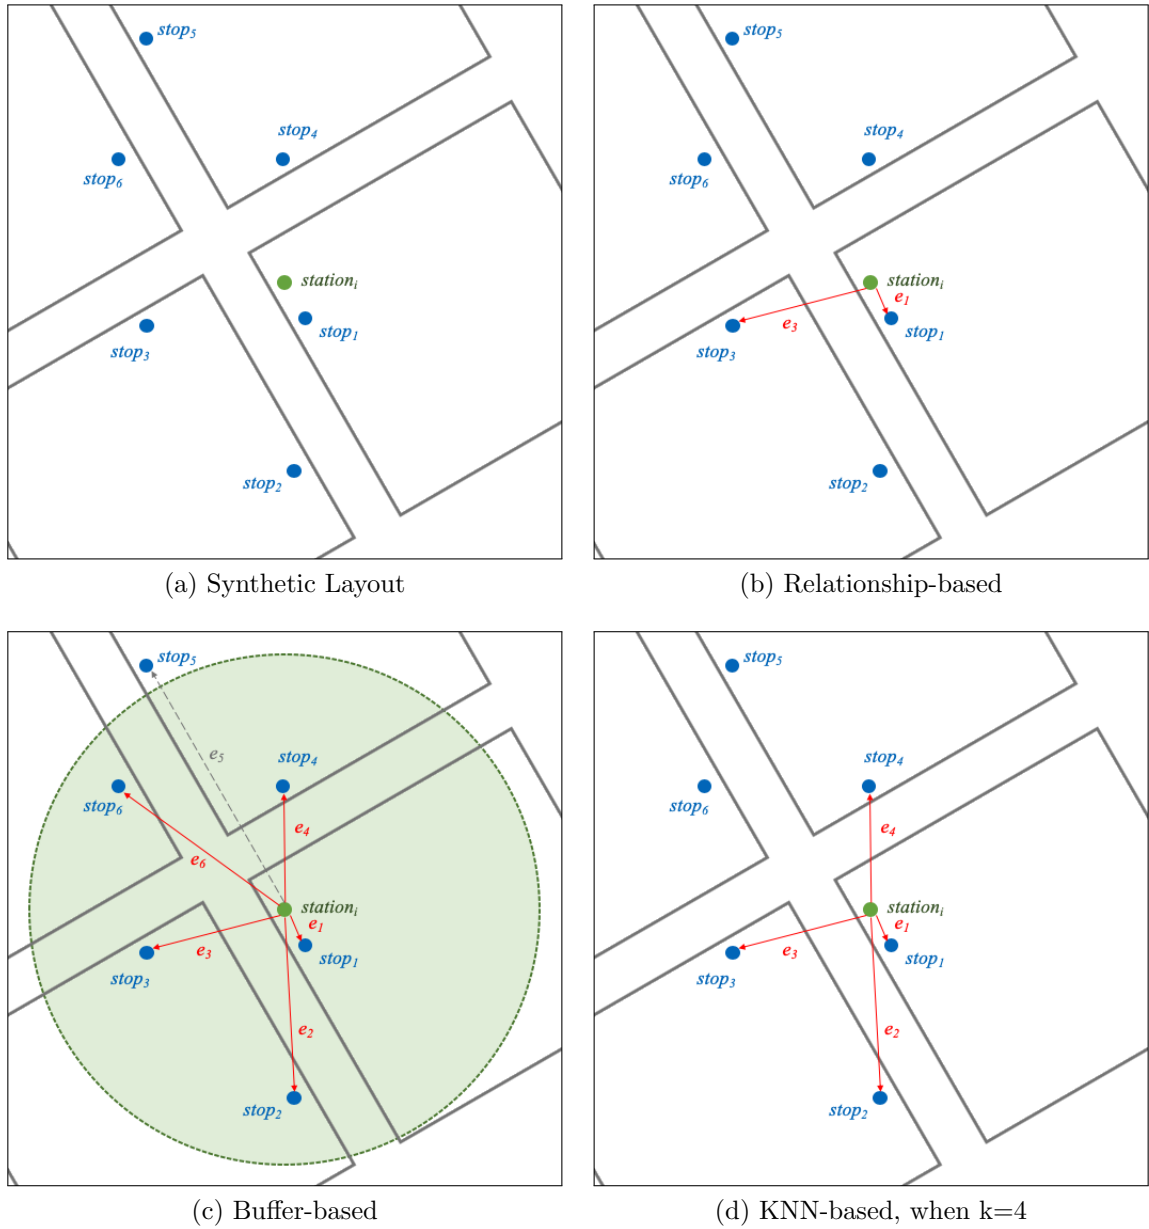 stop5
stop4
stop6
stationi
stop1
stop3
stop2
(a) Synthetic Layout
stop5
stop4
stop6
stationi
e1
e3
stop1
stop3
stop2
(b) Relationship-based
stop5
e5
stop4
stop6
e4
e6
stationi
e1
e3
stop1
stop3
e2
stop2
(c) Buffer-based
stop5
stop4
stop6
e4
stationi
e1
e3
stop1
stop3
e2
stop2
(d) KNN-based, when k=4